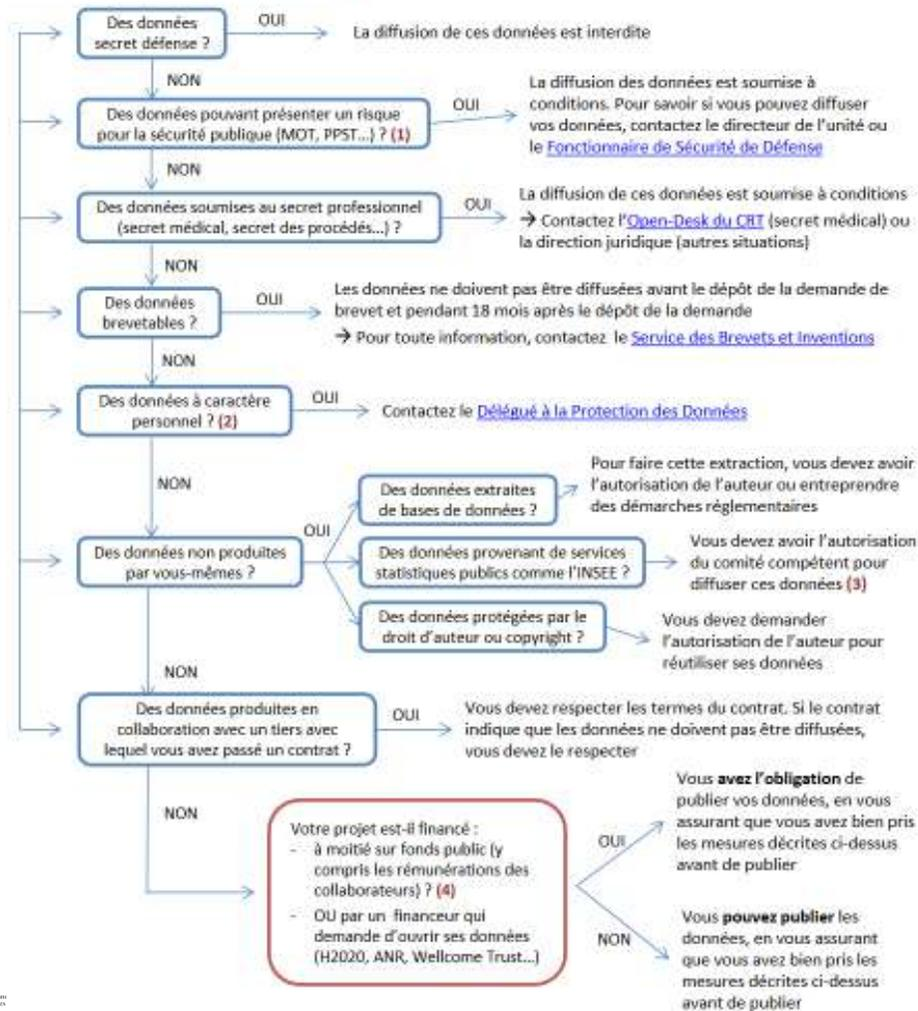 Des données
secret défense ?
OUI
La diffusion de ces données est interdite
NON
Des données pouvant présenter un risque
pour la sécurité publique (MOT, PPST...) ? (1)
OUI
La diffusion des données est soumise à
conditions. Pour savoir si vous pouvez diffuser
vos données, contactez le directeur de l'unité ou
le Fonctionnaire de Sécurité de Défense
NON
Des données soumises au secret professionnel
(secret médical, secret des procédés...) ?
OUI
La diffusion de ces données est soumise à conditions
→ Contactez l'Open-Desk du CRT (secret médical) ou
la direction juridique (autres situations)
NON
Des données
brevetables ?
OUI
Les données ne doivent pas être diffusées avant le dépôt de la demande de
brevet et pendant 18 mois après le dépôt de la demande
→ Pour toute information, contactez le Service des Brevets et Inventions
NON
Des données à caractère
personnel ? (2)
OUI
Contactez le Délégué à la Protection des Données
NON
Des données non produites
par vous-mêmes ?
OUI
Des données extraites
de bases de données ?
Pour faire cette extraction, vous devez avoir
l'autorisation de l'auteur ou entreprendre
des démarches réglementaires
Des données provenant de services
statistiques publics comme l'INSEE ?
Vous devez avoir l'autorisation
du comité compétent pour
diffuser ces données (3)
Des données protégées par le
droit d'auteur ou copyright ?
Vous devez demander
l'autorisation de l'auteur pour
réutiliser ses données
NON
Des données produites en
collaboration avec un tiers avec
lequel vous avez passé un contrat ?
OUI
Vous devez respecter les termes du contrat. Si le contrat
indique que les données ne doivent pas être diffusées,
vous devez le respecter
NON
Votre projet est-il financé :
- à moitié sur fonds public (y
compris les rémunérations des
collaborateurs) ? (4)
- OU par un financeur qui
demande d'ouvrir ses données
(H2020, ANR, Wellcome Trust...)
OUI
Vous avez l'obligation de
publier vos données, en vous
assurant que vous avez bien pris
les mesures décrites ci-dessus
avant de publier
NON
Vous pouvez publier les
données, en vous assurant
que vous avez bien pris les
mesures décrites ci-dessus
avant de publier